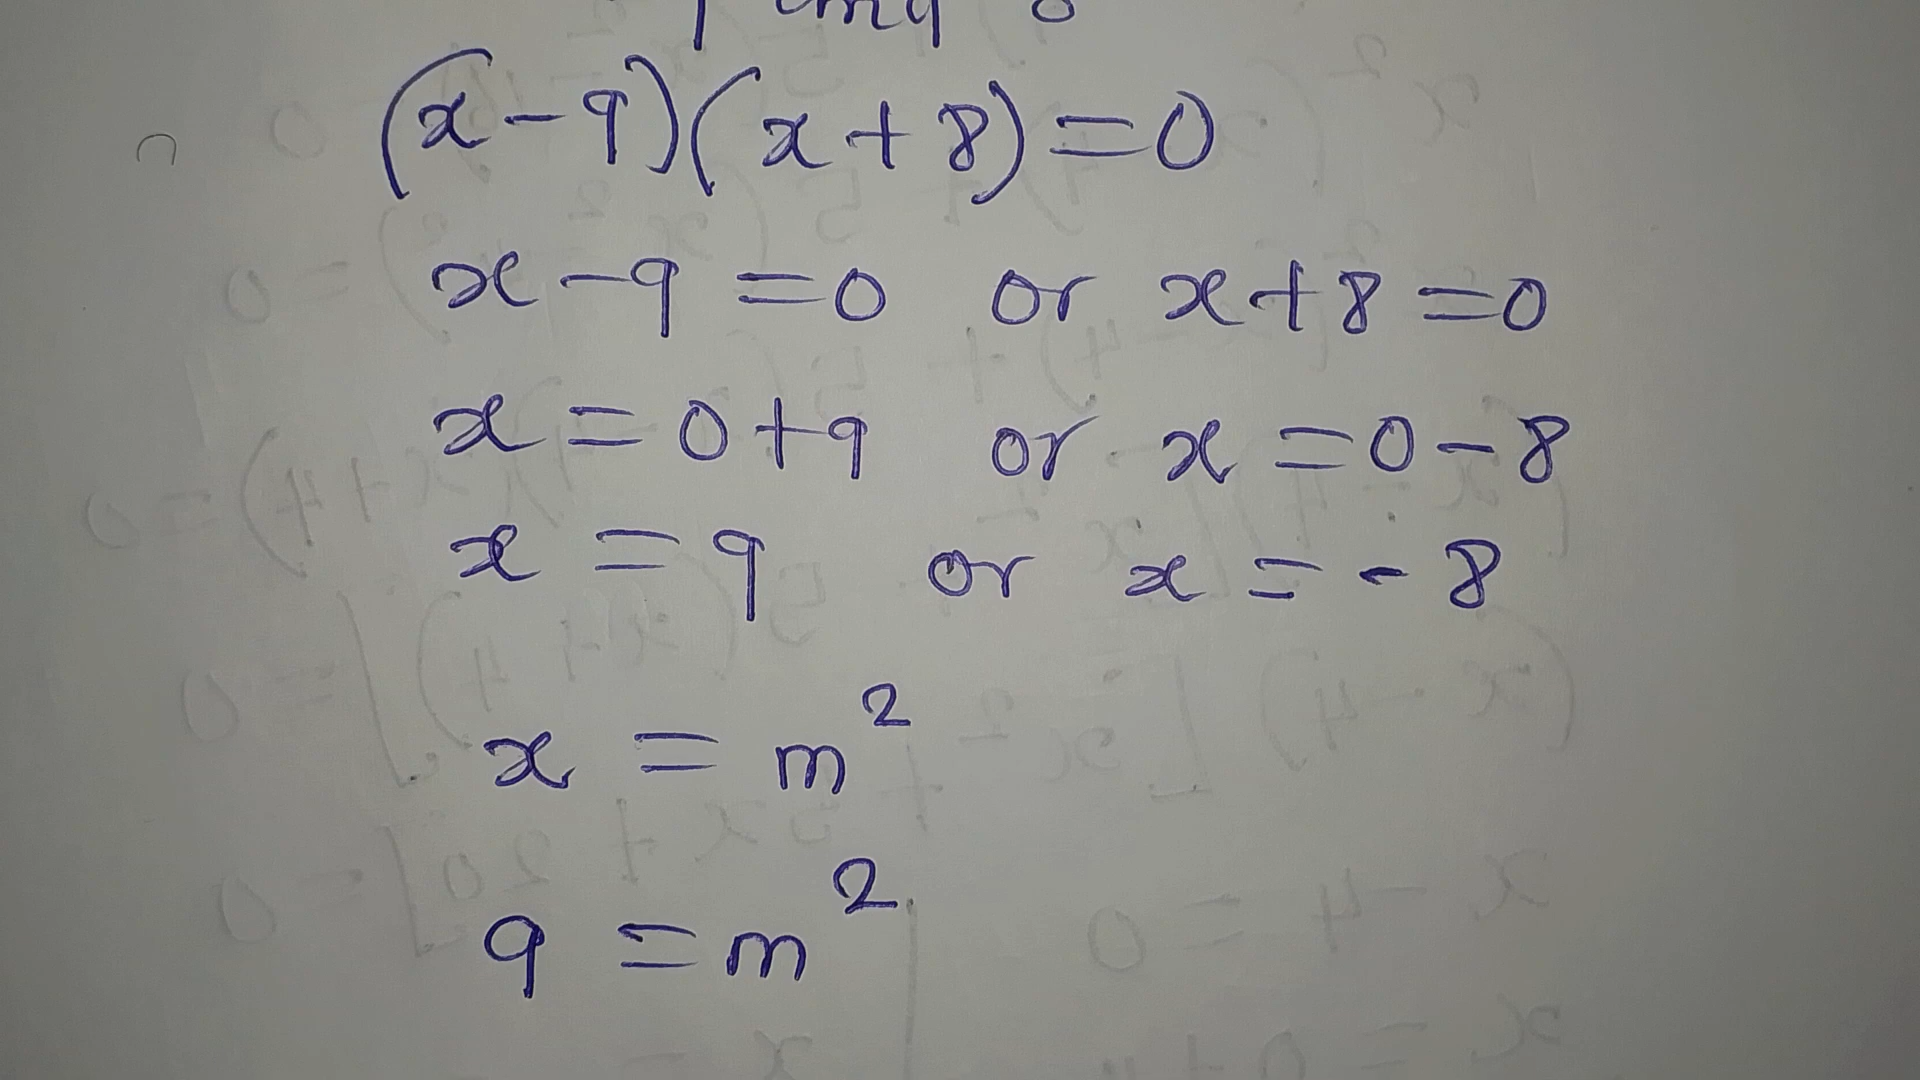 (x-9)(x+8)=0
x-9=0 or x+8=0
x=0+9 or x=0-8
x=9 or x=-8
x=m²
9=m²